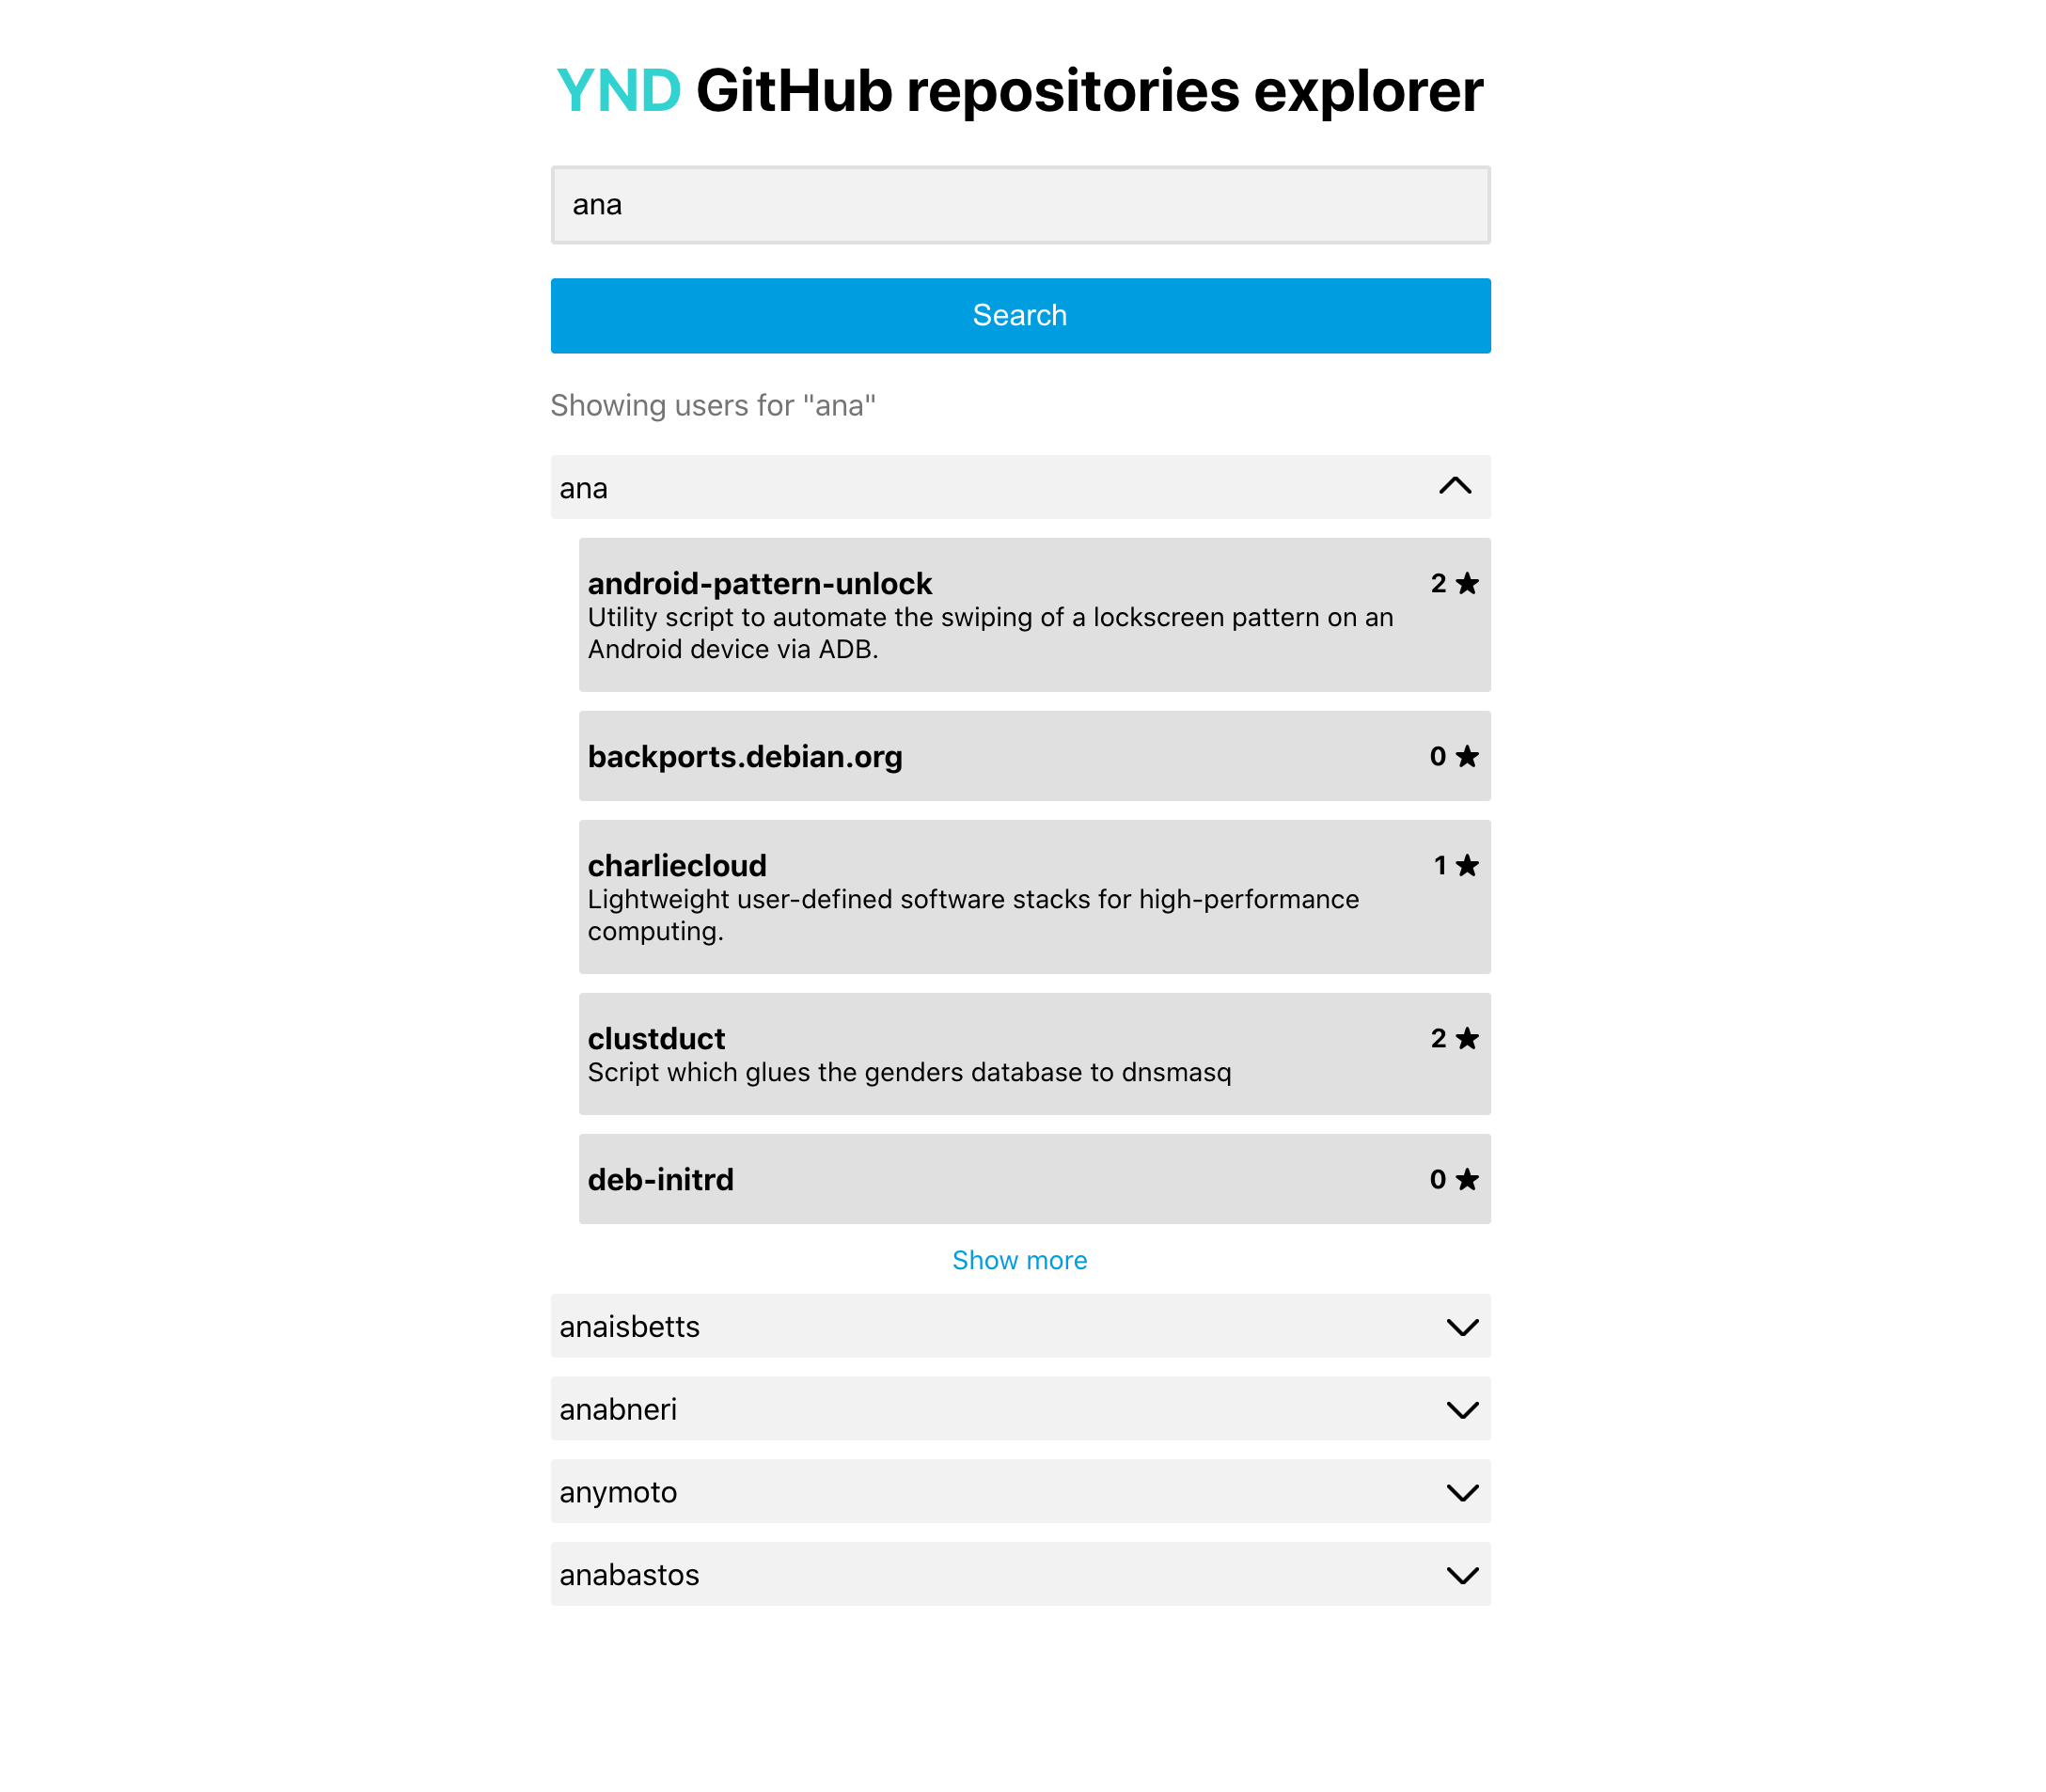 YND GitHub repositories explorer
ana
Search
Showing users for "ana"
ana
android-pattern-unlock 2 ★
Utility script to automate the swiping of a lockscreen pattern on an
Android device via ADB.
backports.debian.org 0 ★
charliecloud 1 ★
Lightweight user-defined software stacks for high-performance
computing.
clustduct 2 ★
Script which glues the genders database to dnsmasq
deb-initrd 0 ★
Show more
anaisbetts
anabneri
anymoto
anabastos